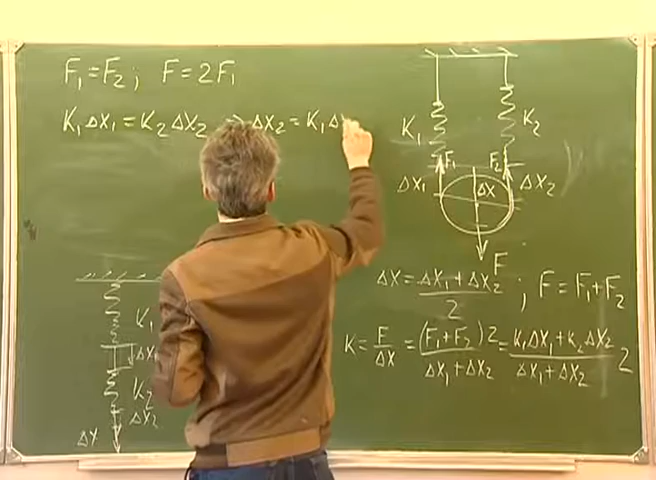 F₁=F₂; F=2F₁
K₁ΔX₁=K₂ΔX₂ ⇒ ΔX₂=K₁Δ
K₁
K₂
F₁
F₂
ΔX₁
ΔX
ΔX₂
F
ΔX=(ΔX₁+ΔX₂)/2; F=F₁+F₂
K=F/ΔX=(F₁+F₂)2/(ΔX₁+ΔX₂)=(K₁ΔX₁+K₂ΔX₂)/(ΔX₁+ΔX₂) 2
K₁
ΔX₁
K₂
ΔX₂
ΔX